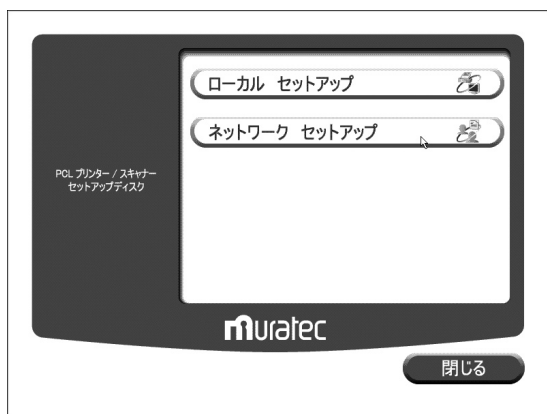 ローカル セットアップ
ネットワーク セットアップ
PCL プリンター / スキャナー
セットアップディスク
muratec
閉じる